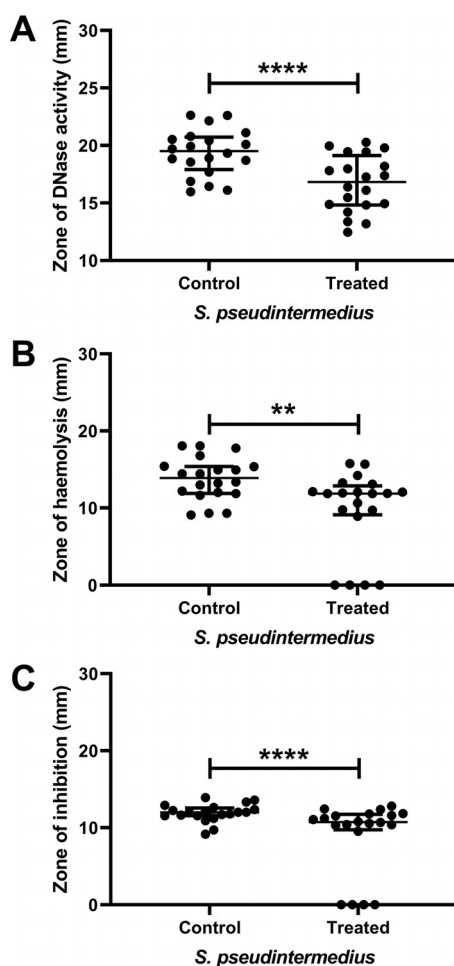 A
Zone of DNase activity (mm)
30
25
20
15
10
****
Control
Treated
S. pseudintermedius
B
Zone of haemolysis (mm)
30
20
10
0
**
Control
Treated
S. pseudintermedius
C
Zone of inhibition (mm)
30
20
10
0
****
Control
Treated
S. pseudintermedius